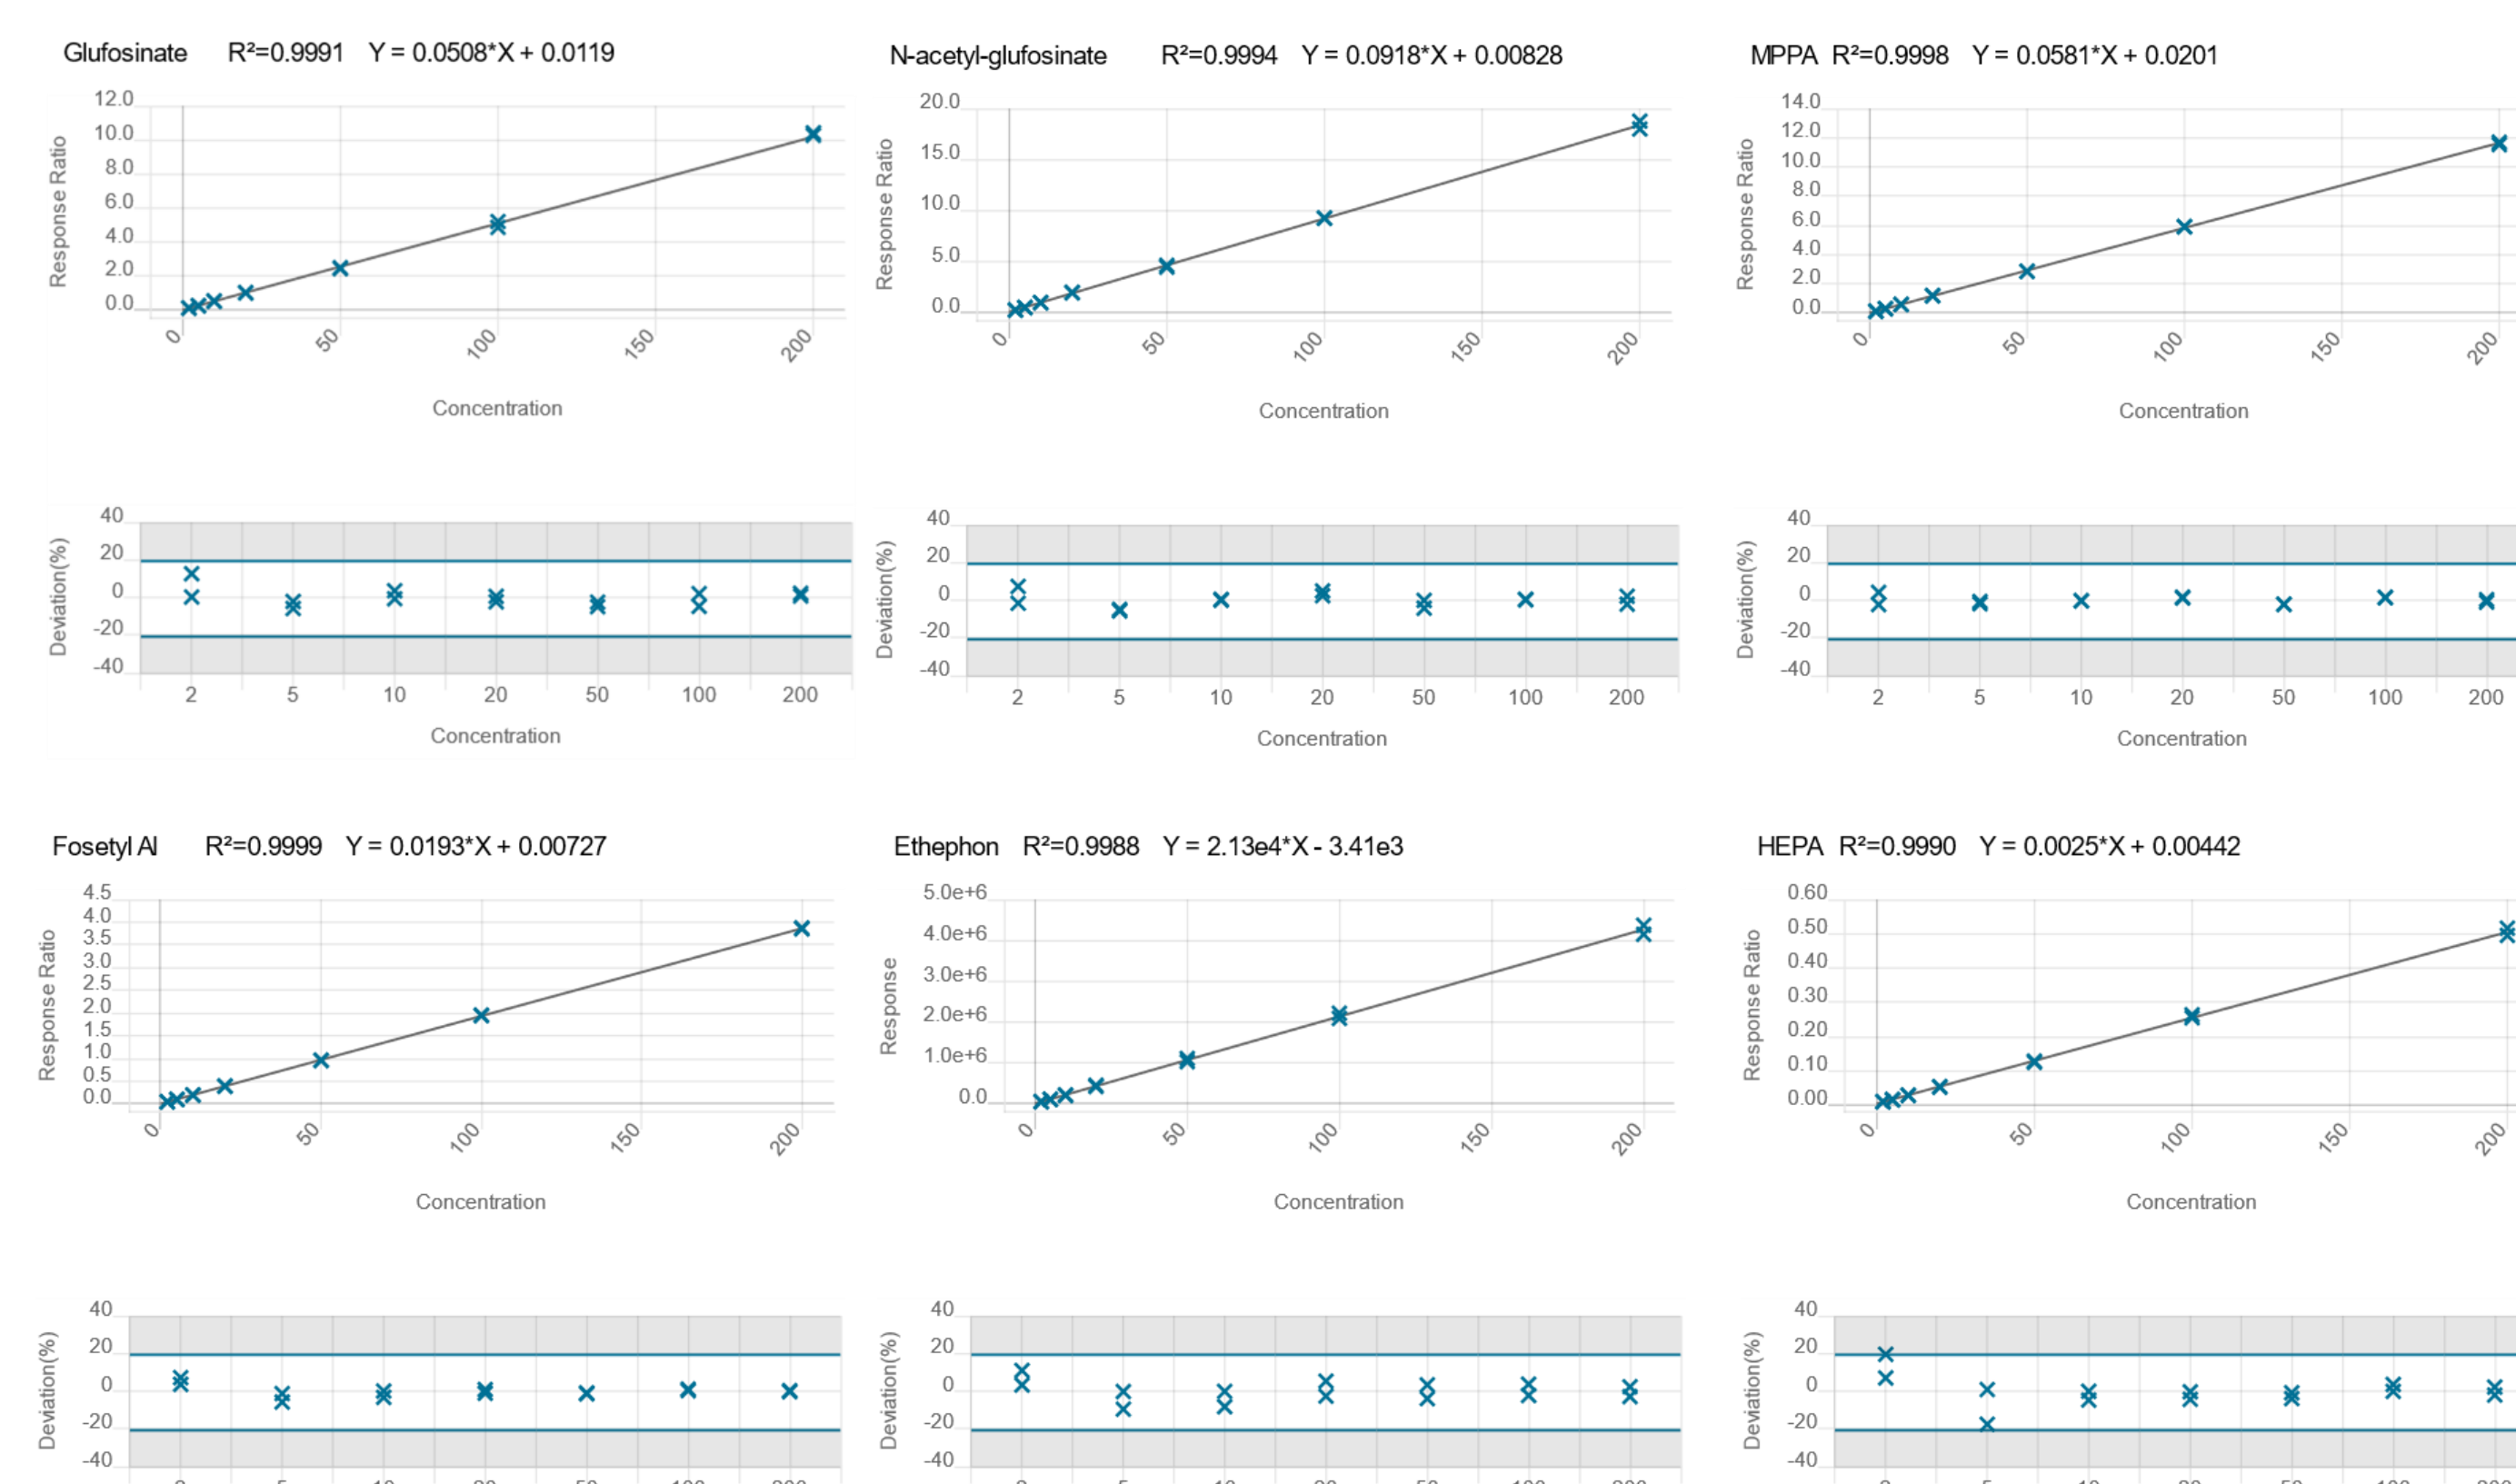 Glufosinate R²=0.9991 Y = 0.0508*X + 0.0119
12.0
10.0
8.0
6.0
4.0
2.0
0.0
Response Ratio
0 50 100 150 200
Concentration
40
20
0
-20
-40
Deviation(%)
2 5 10 20 50 100 200
Concentration
N-acetyl-glufosinate R²=0.9994 Y = 0.0918*X + 0.00828
20.0
15.0
10.0
5.0
0.0
Response Ratio
0 50 100 150 200
Concentration
40
20
0
-20
-40
Deviation(%)
2 5 10 20 50 100 200
Concentration
MPPA R²=0.9998 Y = 0.0581*X + 0.0201
14.0
12.0
10.0
8.0
6.0
4.0
2.0
0.0
Response Ratio
0 50 100 150 200
Concentration
40
20
0
-20
-40
Deviation(%)
2 5 10 20 50 100 200
Concentration
Fosetyl Al R²=0.9999 Y = 0.0193*X + 0.00727
4.5
4.0
3.5
3.0
2.5
2.0
1.5
1.0
0.5
0.0
Response Ratio
0 50 100 150 200
Concentration
40
20
0
-20
-40
Deviation(%)
Ethephon R²=0.9988 Y = 2.13e4*X - 3.41e3
5.0e+6
4.0e+6
3.0e+6
2.0e+6
1.0e+6
0.0
Response
0 50 100 150 200
Concentration
40
20
0
-20
-40
Deviation(%)
HEPA R²=0.9990 Y = 0.0025*X + 0.00442
0.60
0.50
0.40
0.30
0.20
0.10
0.00
Response Ratio
0 50 100 150 200
Concentration
40
20
0
-20
-40
Deviation(%)